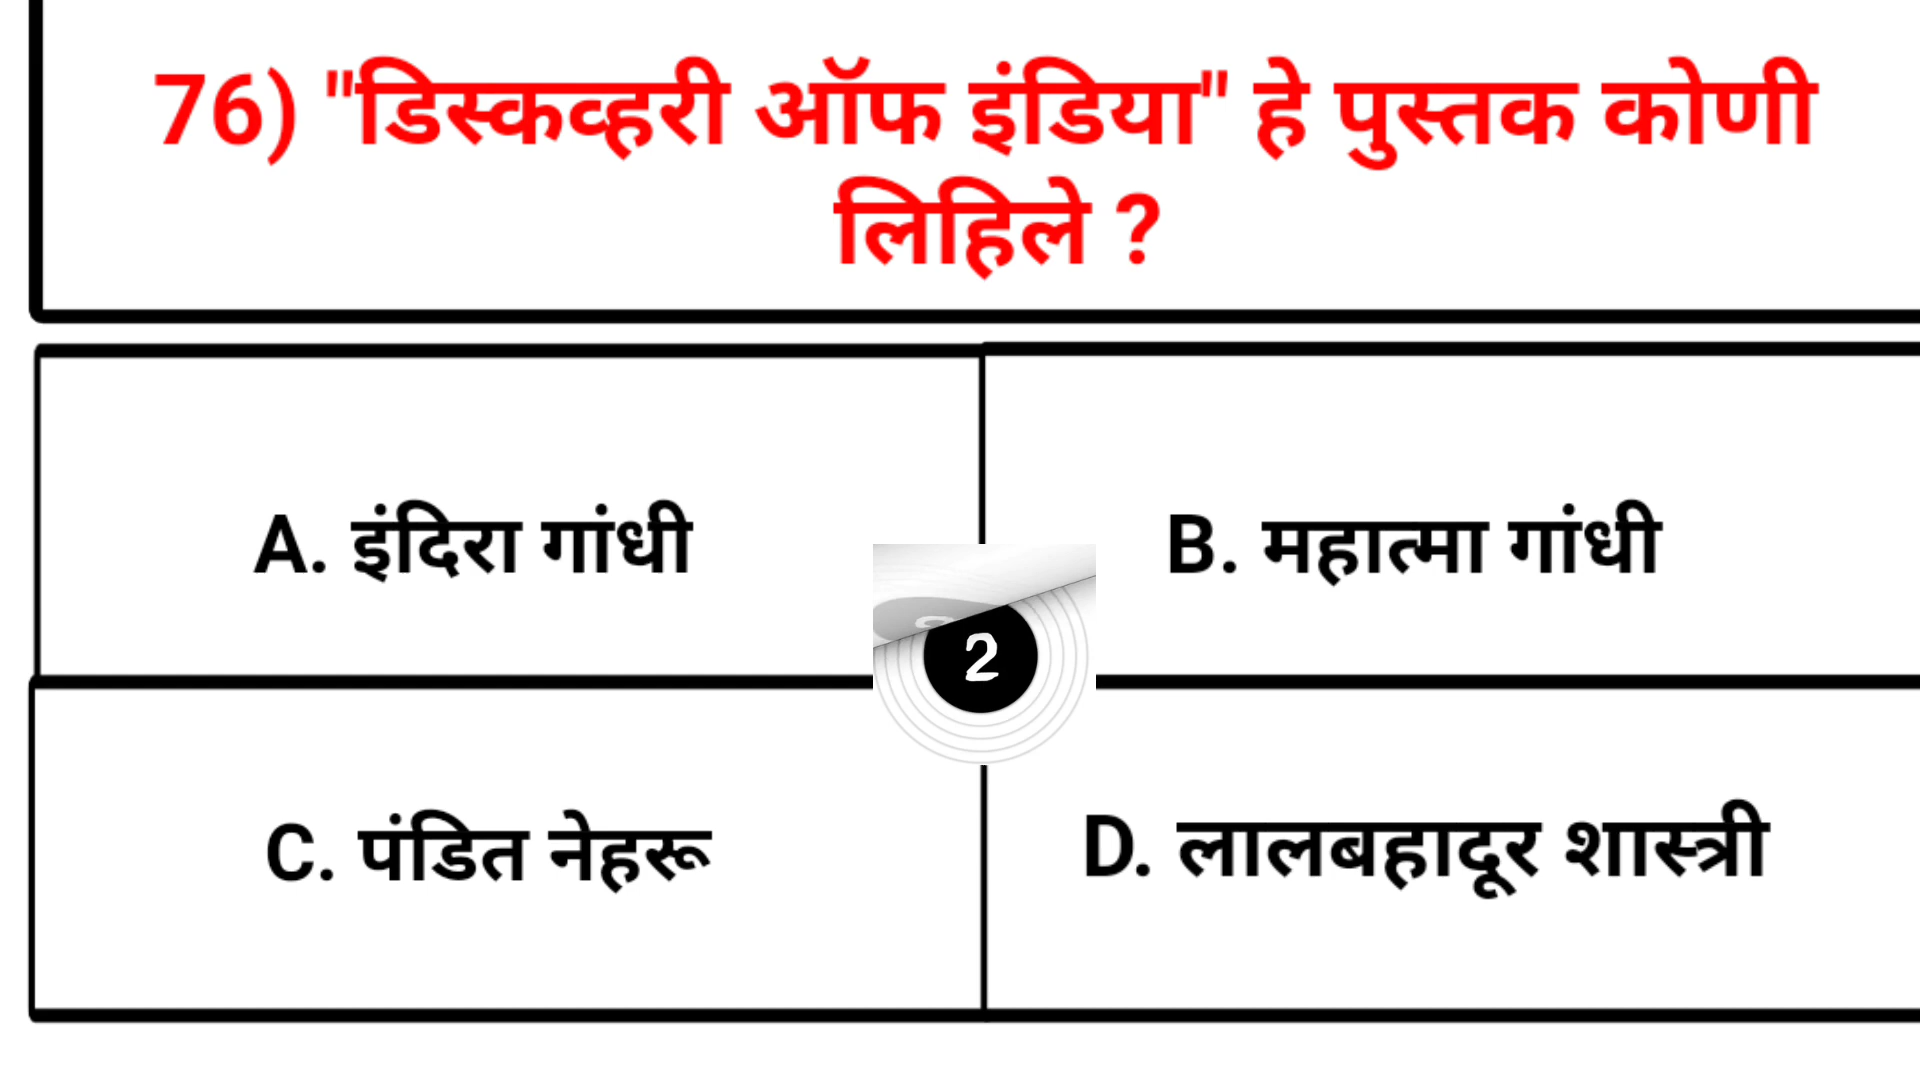 76) "डिस्कव्हरी ऑफ इंडिया" हे पुस्तक कोणी
लिहिले ?
A. इंदिरा गांधी
B. महात्मा गांधी
2
C. पंडित नेहरू
D. लालबहादूर शास्त्री